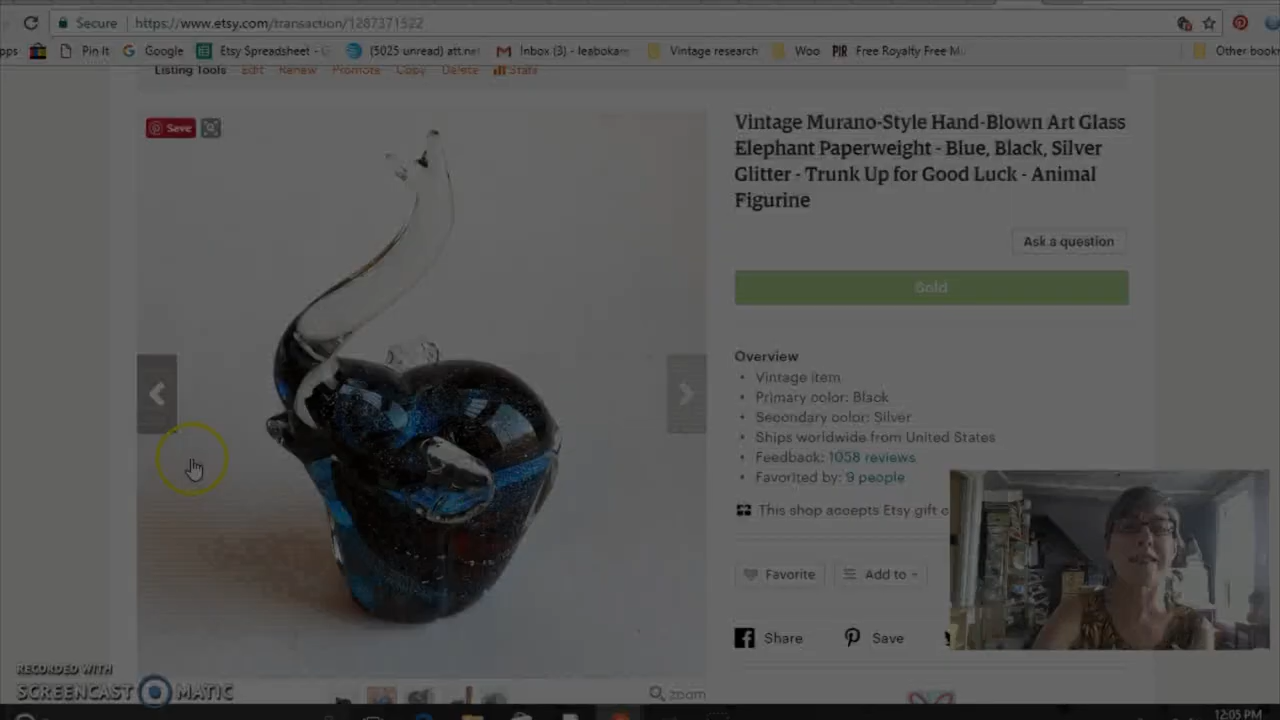 Secure https://www.etsy.com/transaction/1287371522
pps Pin It Google Etsy Spreadsheet - G (5025 unread) att.net Inbox (3) - leabokam Vintage research Woo PIR Free Royalty Free M Other book
Listing Tools Edit Renew Promote Copy Delete Stats
Save
Vintage Murano-Style Hand-Blown Art Glass
Elephant Paperweight - Blue, Black, Silver
Glitter - Trunk Up for Good Luck - Animal
Figurine
Ask a question
Sold
Overview
• Vintage item
• Primary color: Black
• Secondary color: Silver
• Ships worldwide from United States
• Feedback: 1058 reviews
• Favorited by: 9 people
This shop accepts Etsy gift c
Favorite Add to
Share Save
zoom
RECORDED WITH
SCREENCAST MATIC
12:05 PM